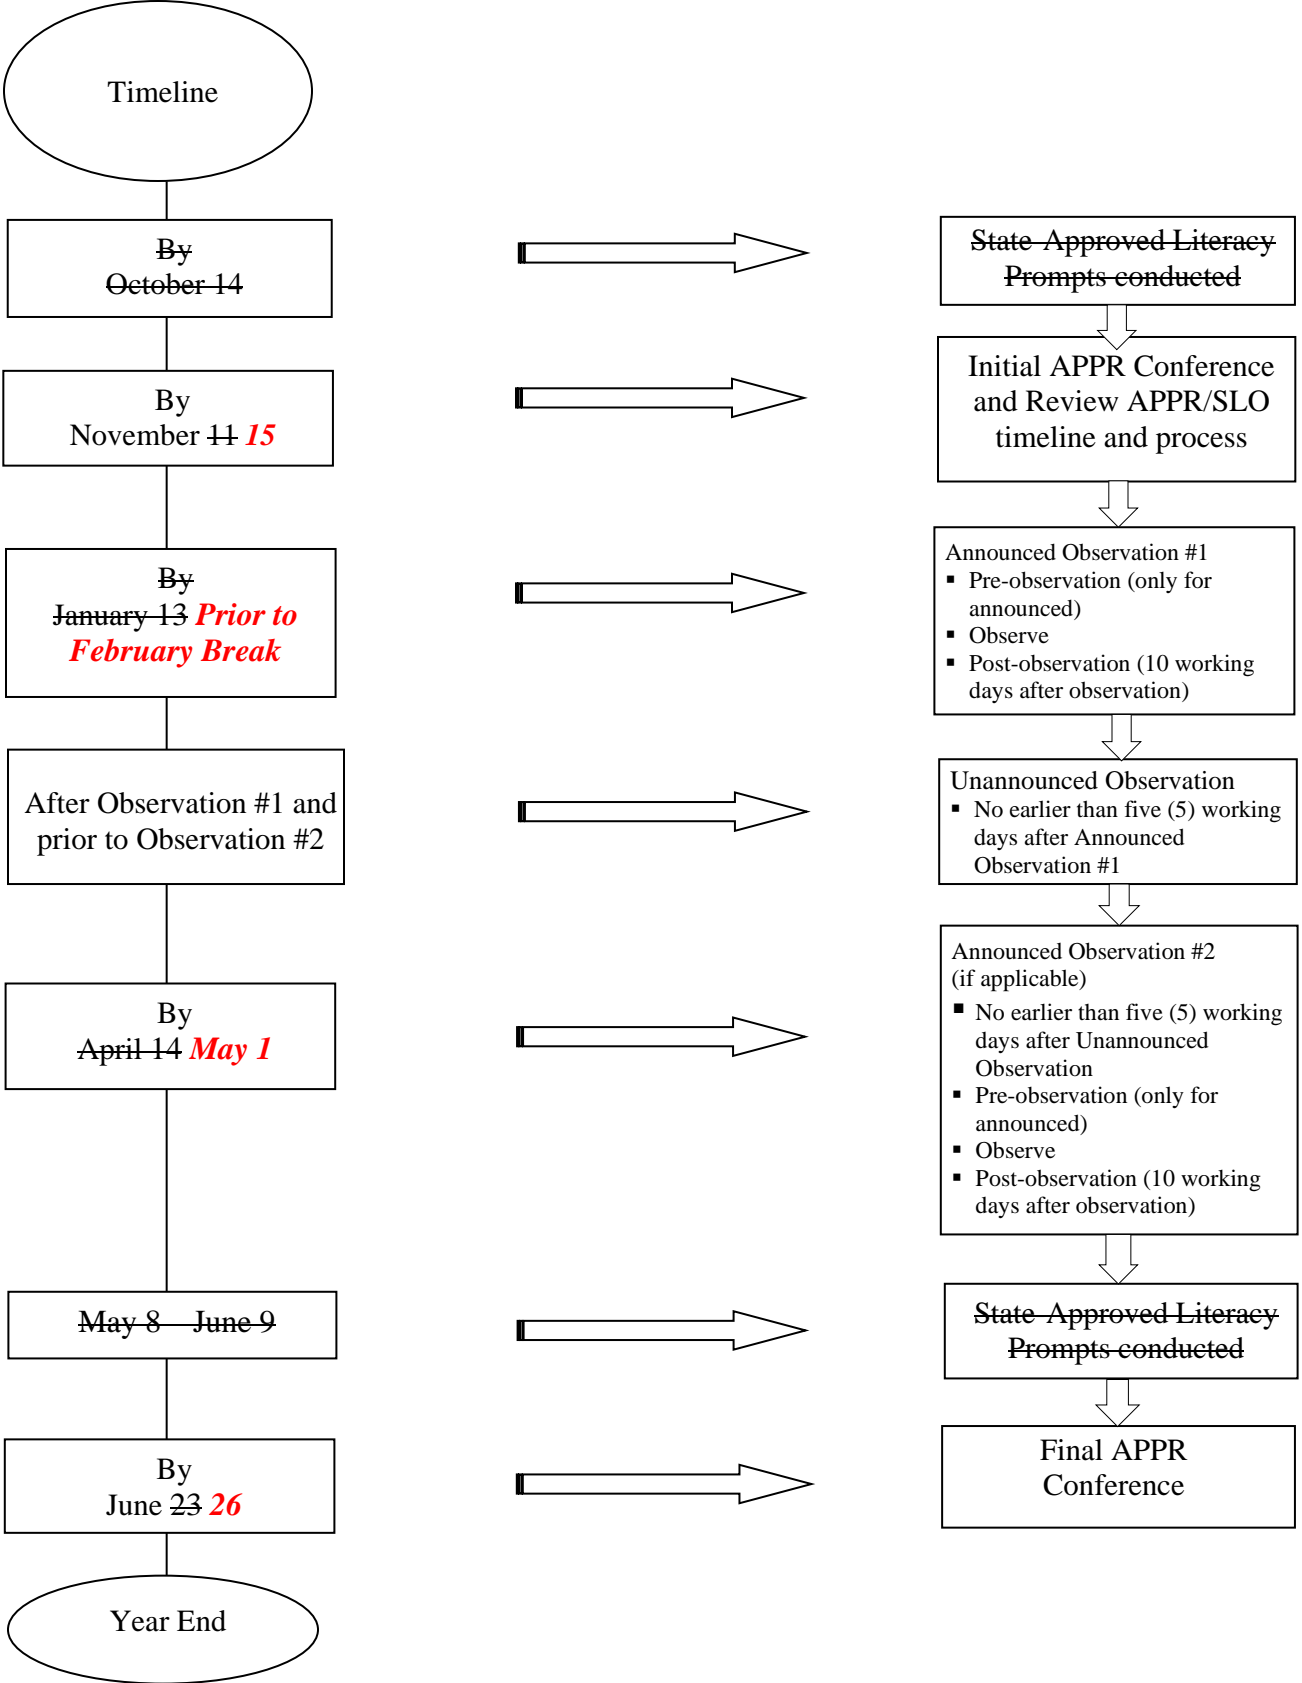 Timeline
By
October 14
State-Approved Literacy
Prompts conducted
By
November 11 15
Initial APPR Conference
and Review APPR/SLO
timeline and process
By
January 13 Prior to
February Break
Announced Observation #1
▪ Pre-observation (only for
announced)
▪ Observe
▪ Post-observation (10 working
days after observation)
After Observation #1 and
prior to Observation #2
Unannounced Observation
▪ No earlier than five (5) working
days after Announced
Observation #1
By
April 14 May 1
Announced Observation #2
(if applicable)
▪ No earlier than five (5) working
days after Unannounced
Observation
▪ Pre-observation (only for
announced)
▪ Observe
▪ Post-observation (10 working
days after observation)
May 8 – June 9
State-Approved Literacy
Prompts conducted
By
June 23 26
Final APPR
Conference
Year End